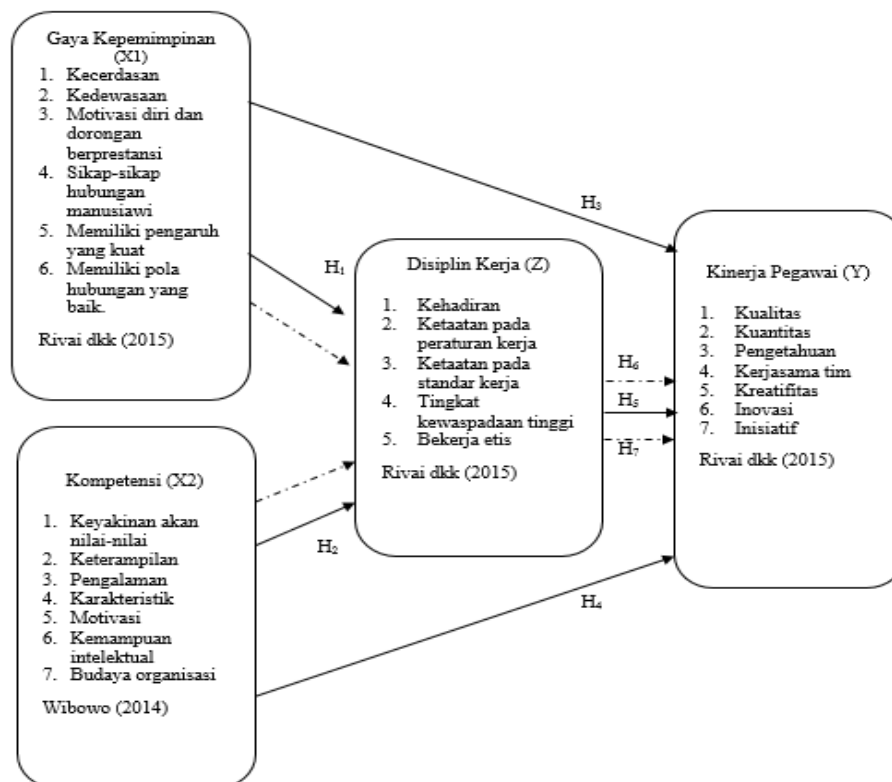 Gaya Kepemimpinan
(X1)
1. Kecerdasan
2. Kedewasaan
3. Motivasi diri dan
dorongan
berprestansi
4. Sikap-sikap
hubungan
manusiawi
5. Memiliki pengaruh
yang kuat
6. Memiliki pola
hubungan yang
baik.
Rivai dkk (2015)
H₁
H₃
Disiplin Kerja (Z)
1. Kehadiran
2. Ketaatan pada
peraturan kerja
3. Ketaatan pada
standar kerja
4. Tingkat
kewaspadaan tinggi
5. Bekerja etis
Rivai dkk (2015)
H₆
H₅
H₇
Kinerja Pegawai (Y)
1. Kualitas
2. Kuantitas
3. Pengetahuan
4. Kerjasama tim
5. Kreatifitas
6. Inovasi
7. Inisiatif
Rivai dkk (2015)
Kompetensi (X2)
1. Keyakinan akan
nilai-nilai
2. Keterampilan
3. Pengalaman
4. Karakteristik
5. Motivasi
6. Kemampuan
intelektual
7. Budaya organisasi
Wibowo (2014)
H₂
H₄